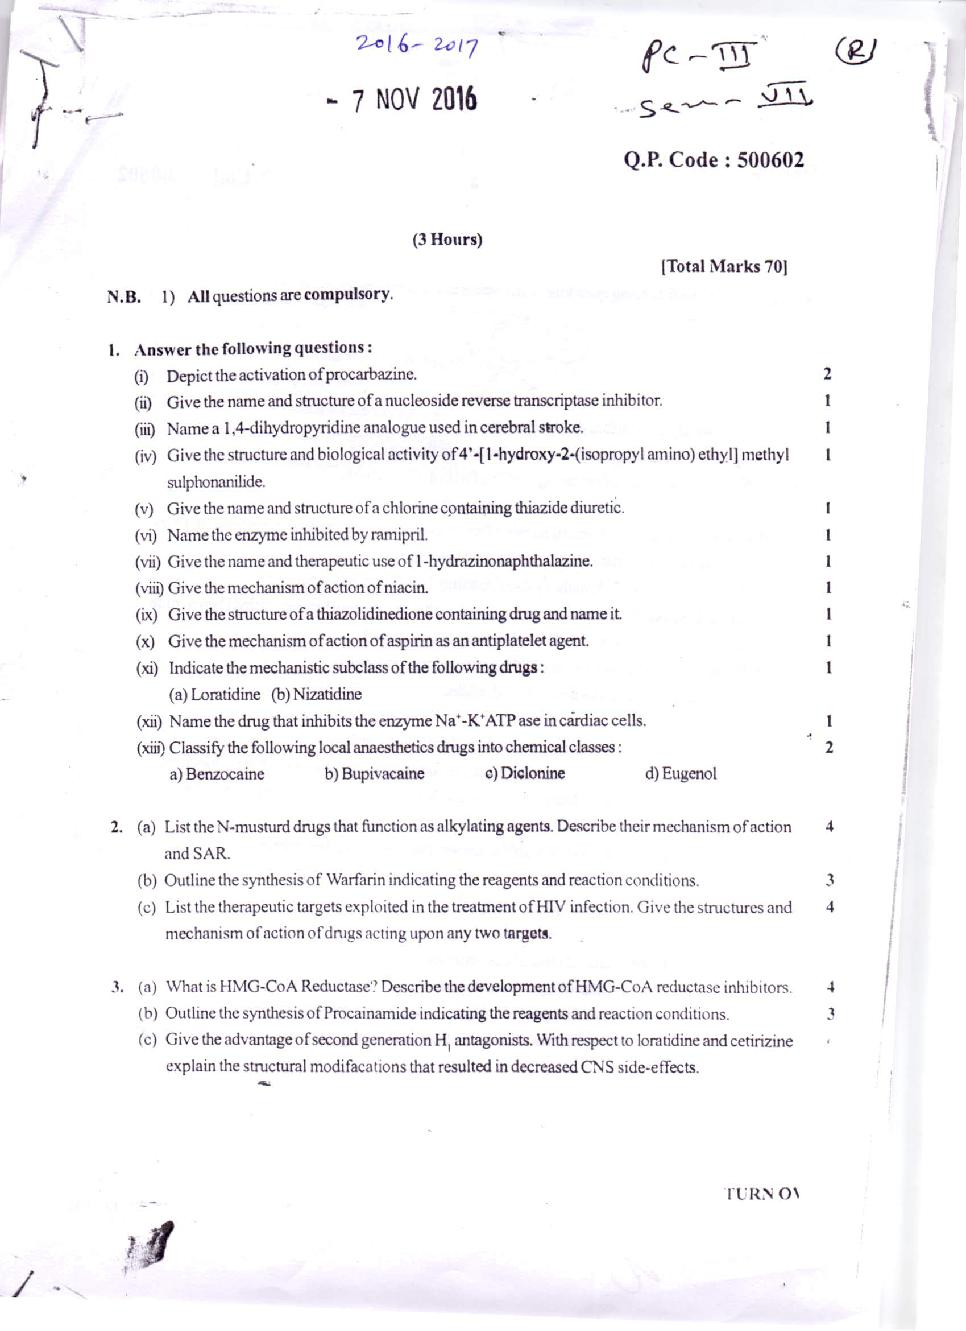 2016-2017
PC-III
(R)
- 7 NOV 2016
sem- VII
Q.P. Code : 500602
(3 Hours)
[Total Marks 70]
N.B. 1) All questions are compulsory.
1. Answer the following questions :
(i) Depict the activation of procarbazine. 2
(ii) Give the name and structure of a nucleoside reverse transcriptase inhibitor. 1
(iii) Name a 1,4-dihydropyridine analogue used in cerebral stroke. 1
(iv) Give the structure and biological activity of 4'-[1-hydroxy-2-(isopropyl amino) ethyl] methyl 1
sulphonanilide.
(v) Give the name and structure of a chlorine containing thiazide diuretic. 1
(vi) Name the enzyme inhibited by ramipril. 1
(vii) Give the name and therapeutic use of 1-hydrazinonaphthalazine. 1
(viii) Give the mechanism of action of niacin. 1
(ix) Give the structure of a thiazolidinedione containing drug and name it. 1
(x) Give the mechanism of action of aspirin as an antiplatelet agent. 1
(xi) Indicate the mechanistic subclass of the following drugs : 1
(a) Loratidine (b) Nizatidine
(xii) Name the drug that inhibits the enzyme Na⁺-K⁺ATP ase in cardiac cells. 1
(xiii) Classify the following local anaesthetics drugs into chemical classes : 2
a) Benzocaine b) Bupivacaine c) Diclonine d) Eugenol
2. (a) List the N-musturd drugs that function as alkylating agents. Describe their mechanism of action 4
and SAR.
(b) Outline the synthesis of Warfarin indicating the reagents and reaction conditions. 3
(c) List the therapeutic targets exploited in the treatment of HIV infection. Give the structures and 4
mechanism of action of drugs acting upon any two targets.
3. (a) What is HMG-CoA Reductase? Describe the development of HMG-CoA reductase inhibitors. 4
(b) Outline the synthesis of Procainamide indicating the reagents and reaction conditions. 3
(c) Give the advantage of second generation H₁ antagonists. With respect to loratidine and cetirizine
explain the structural modifacations that resulted in decreased CNS side-effects.
TURN